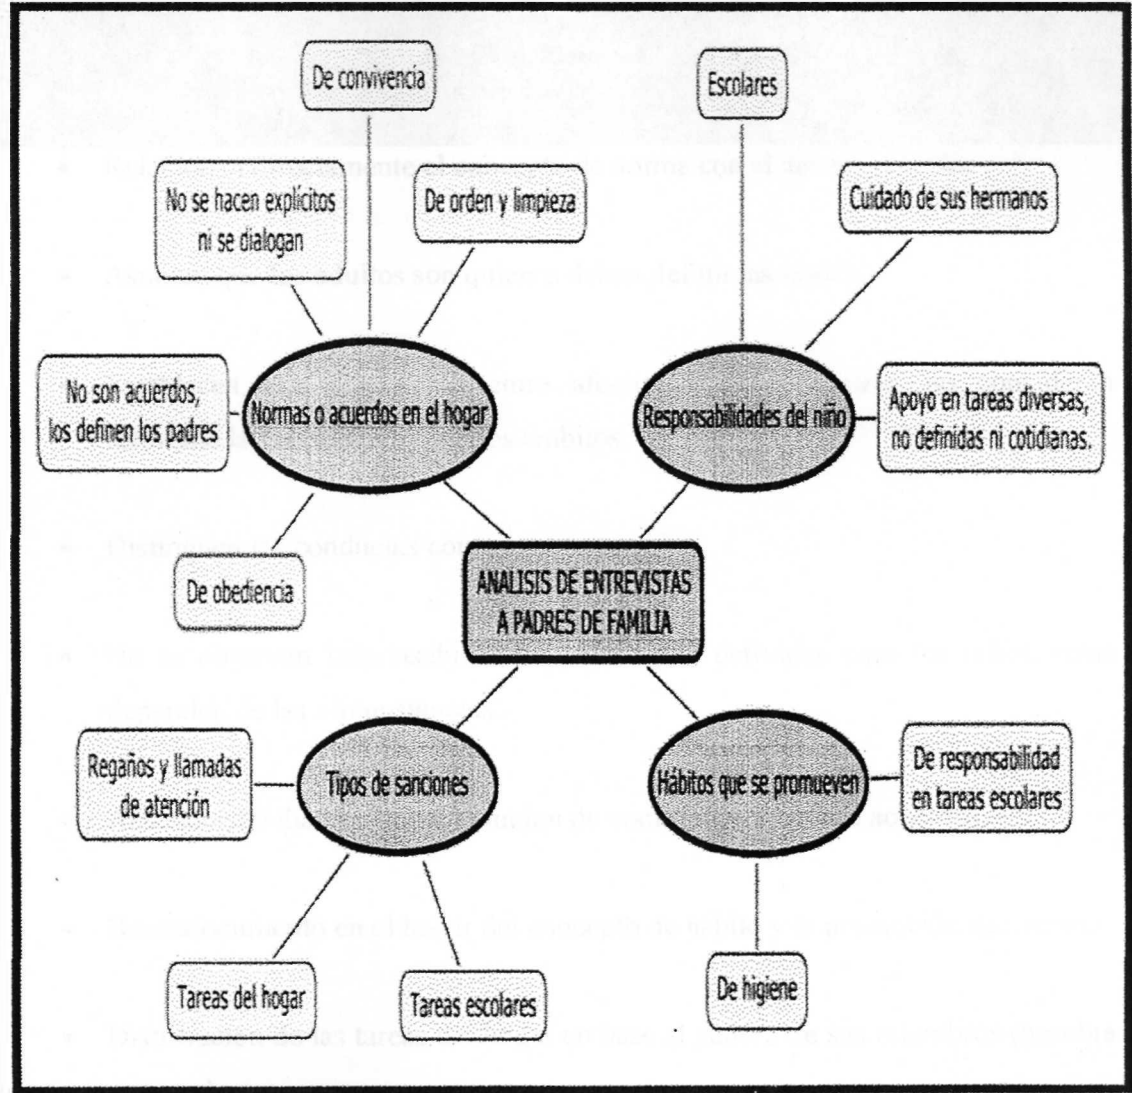 De convivencia
Escolares
No se hacen explícitos
ni se dialogan
De orden y limpieza
Cuidado de sus hermanos
No son acuerdos,
los definen los padres
Normas o acuerdos en el hogar
Responsabilidades del niño
Apoyo en tareas diversas,
no definidas ni cotidianas.
De obediencia
ANALISIS DE ENTREVISTAS
A PADRES DE FAMILIA
Regaños y llamadas
de atención
Tipos de sanciones
Hábitos que se promueven
De responsabilidad
en tareas escolares
Tareas del hogar
Tareas escolares
De higiene